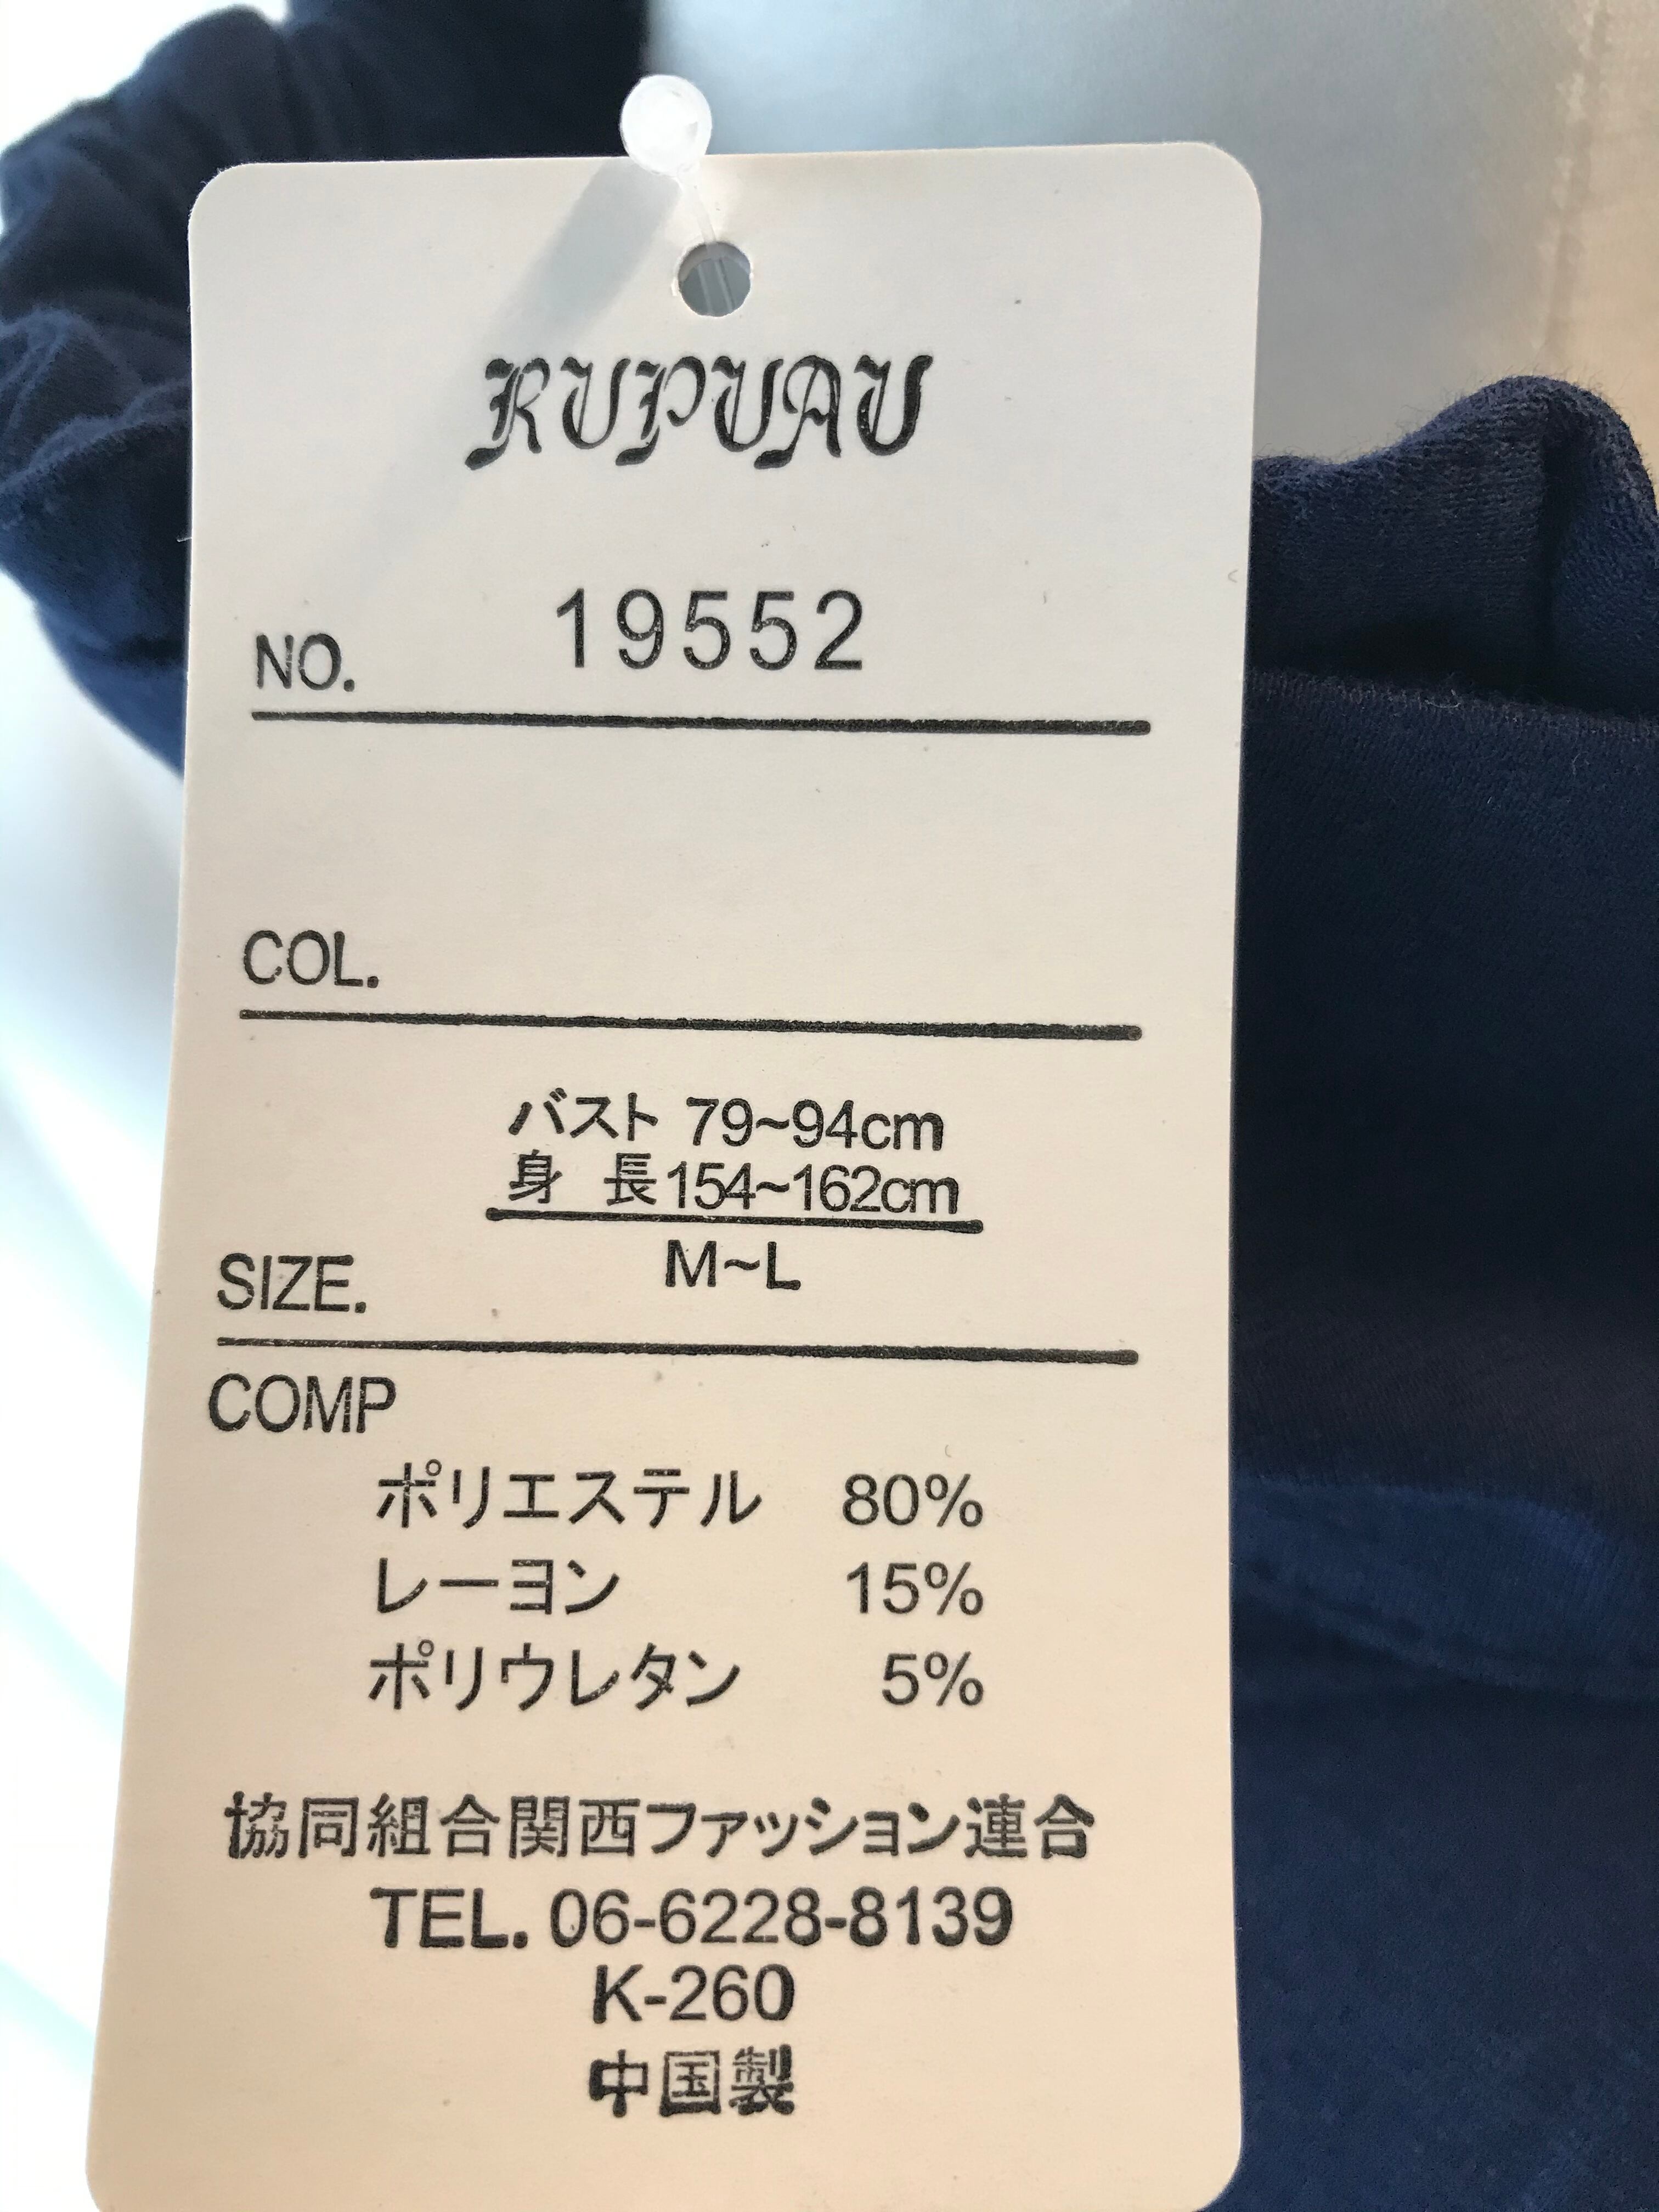 RUPUAU
NO. 19552
COL.
バスト 79~94cm
身 長154~162cm
SIZE. M~L
COMP
ポリエステル 80%
レーヨン 15%
ポリウレタン 5%
協同組合関西ファッション連合
TEL. 06-6228-8139
K-260
中国製